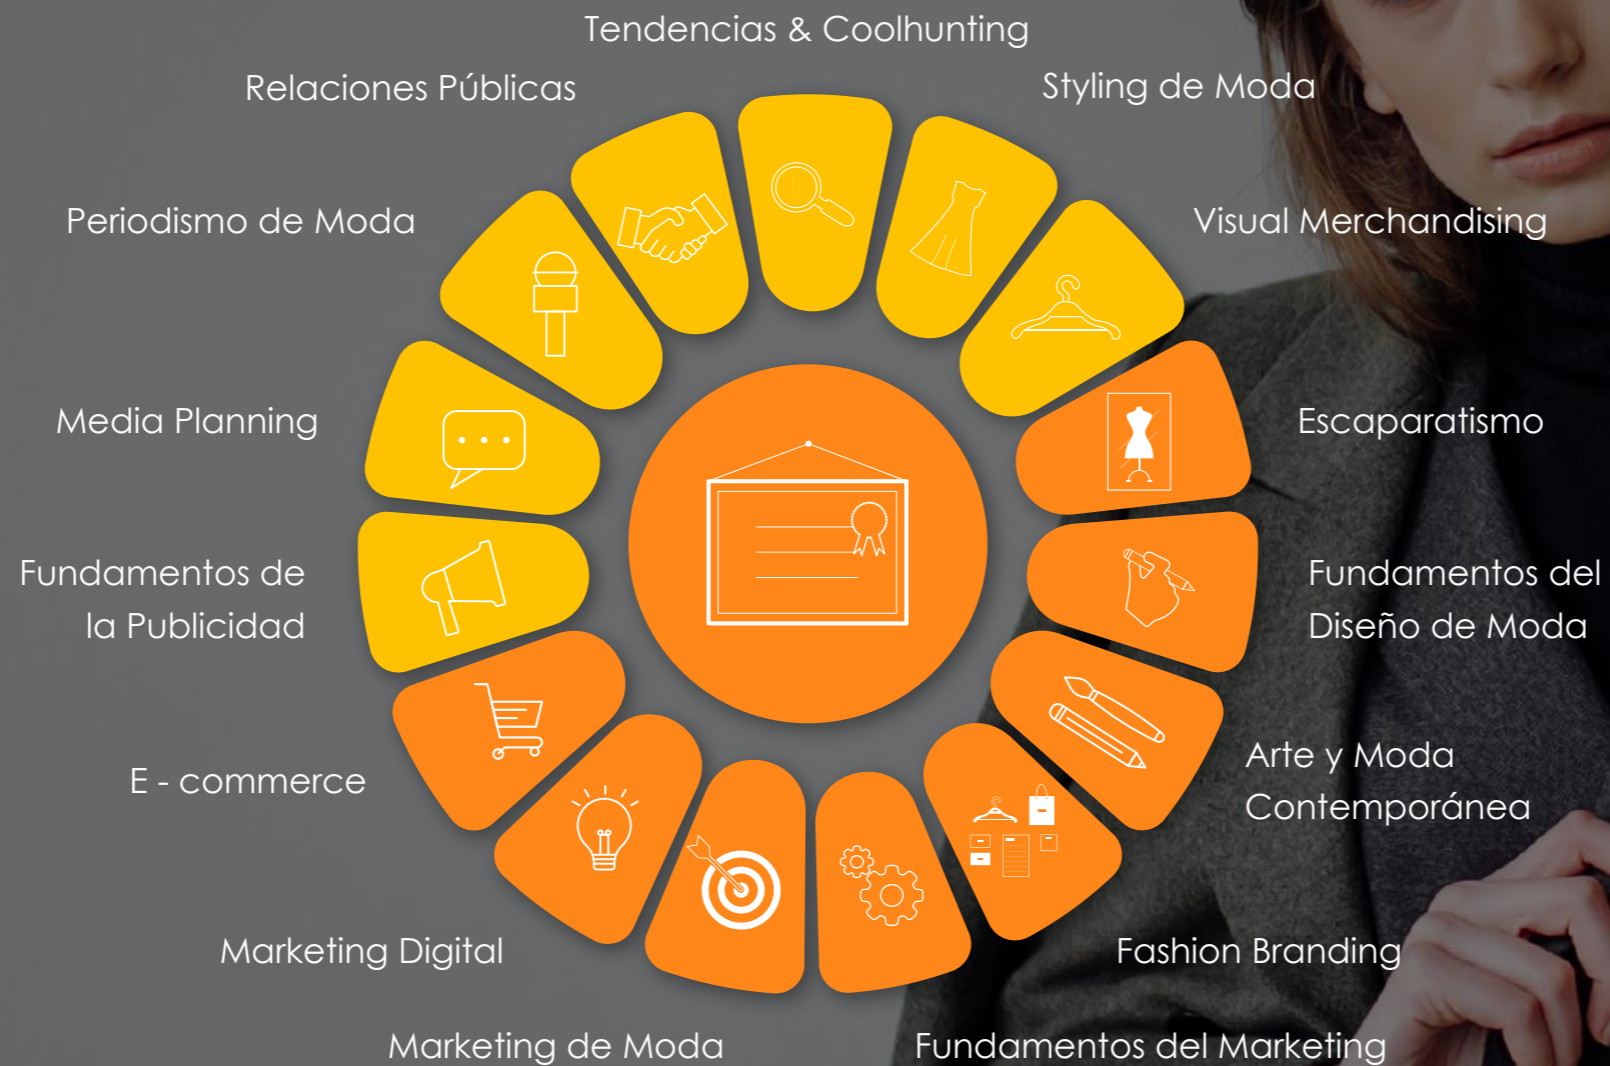 Tendencias & Coolhunting
Relaciones Públicas
Styling de Moda
Periodismo de Moda
Visual Merchandising
Media Planning
Escaparatismo
Fundamentos de
la Publicidad
Fundamentos del
Diseño de Moda
E - commerce
Arte y Moda
Contemporánea
Marketing Digital
Fashion Branding
Marketing de Moda
Fundamentos del Marketing